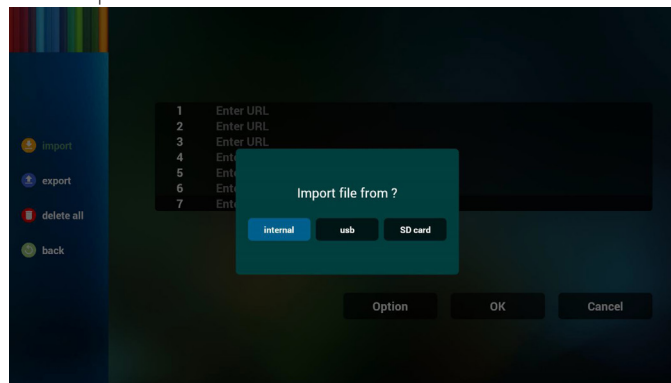 import
export
delete all
back
1 Enter URL
2 Enter URL
3 Enter URL
4 Ente
5 Ente
6 Ente
7 Ente
Import file from ?
internal usb SD card
Option OK Cancel